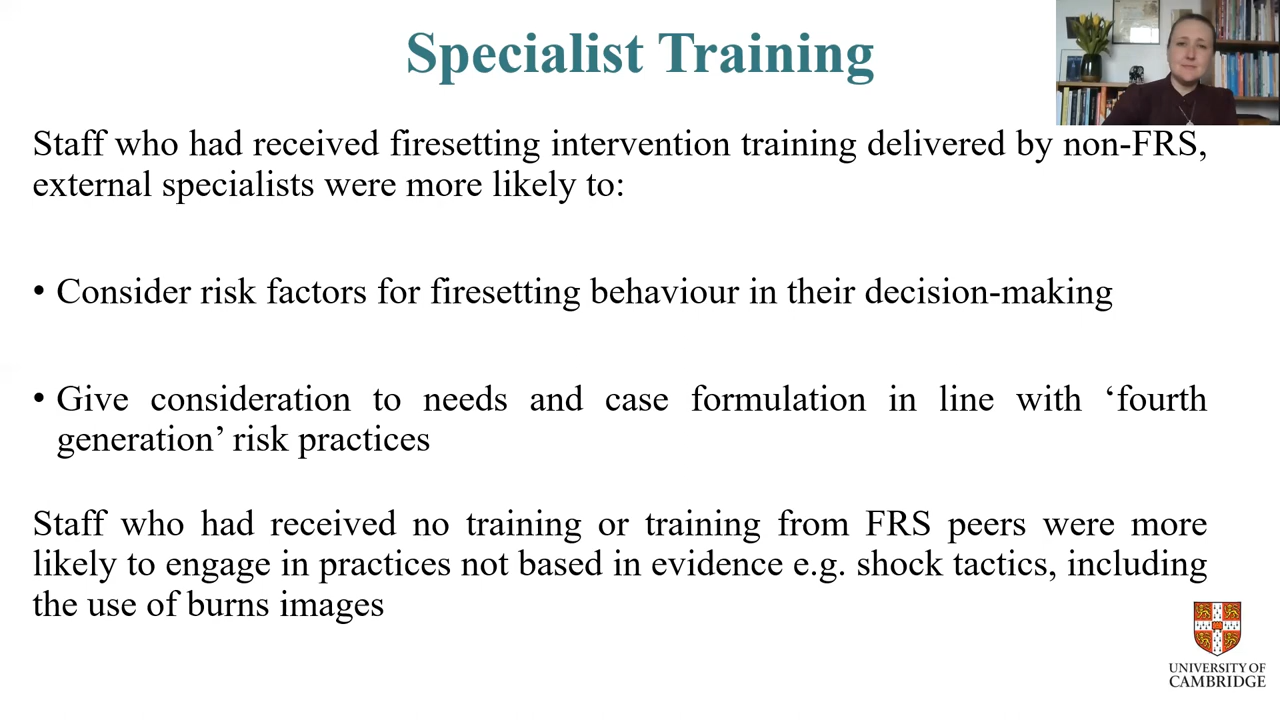 Specialist Training
Staff who had received firesetting intervention training delivered by non-FRS,
external specialists were more likely to:
• Consider risk factors for firesetting behaviour in their decision-making
• Give consideration to needs and case formulation in line with ‘fourth
generation’ risk practices
Staff who had received no training or training from FRS peers were more
likely to engage in practices not based in evidence e.g. shock tactics, including
the use of burns images
UNIVERSITY OF
CAMBRIDGE